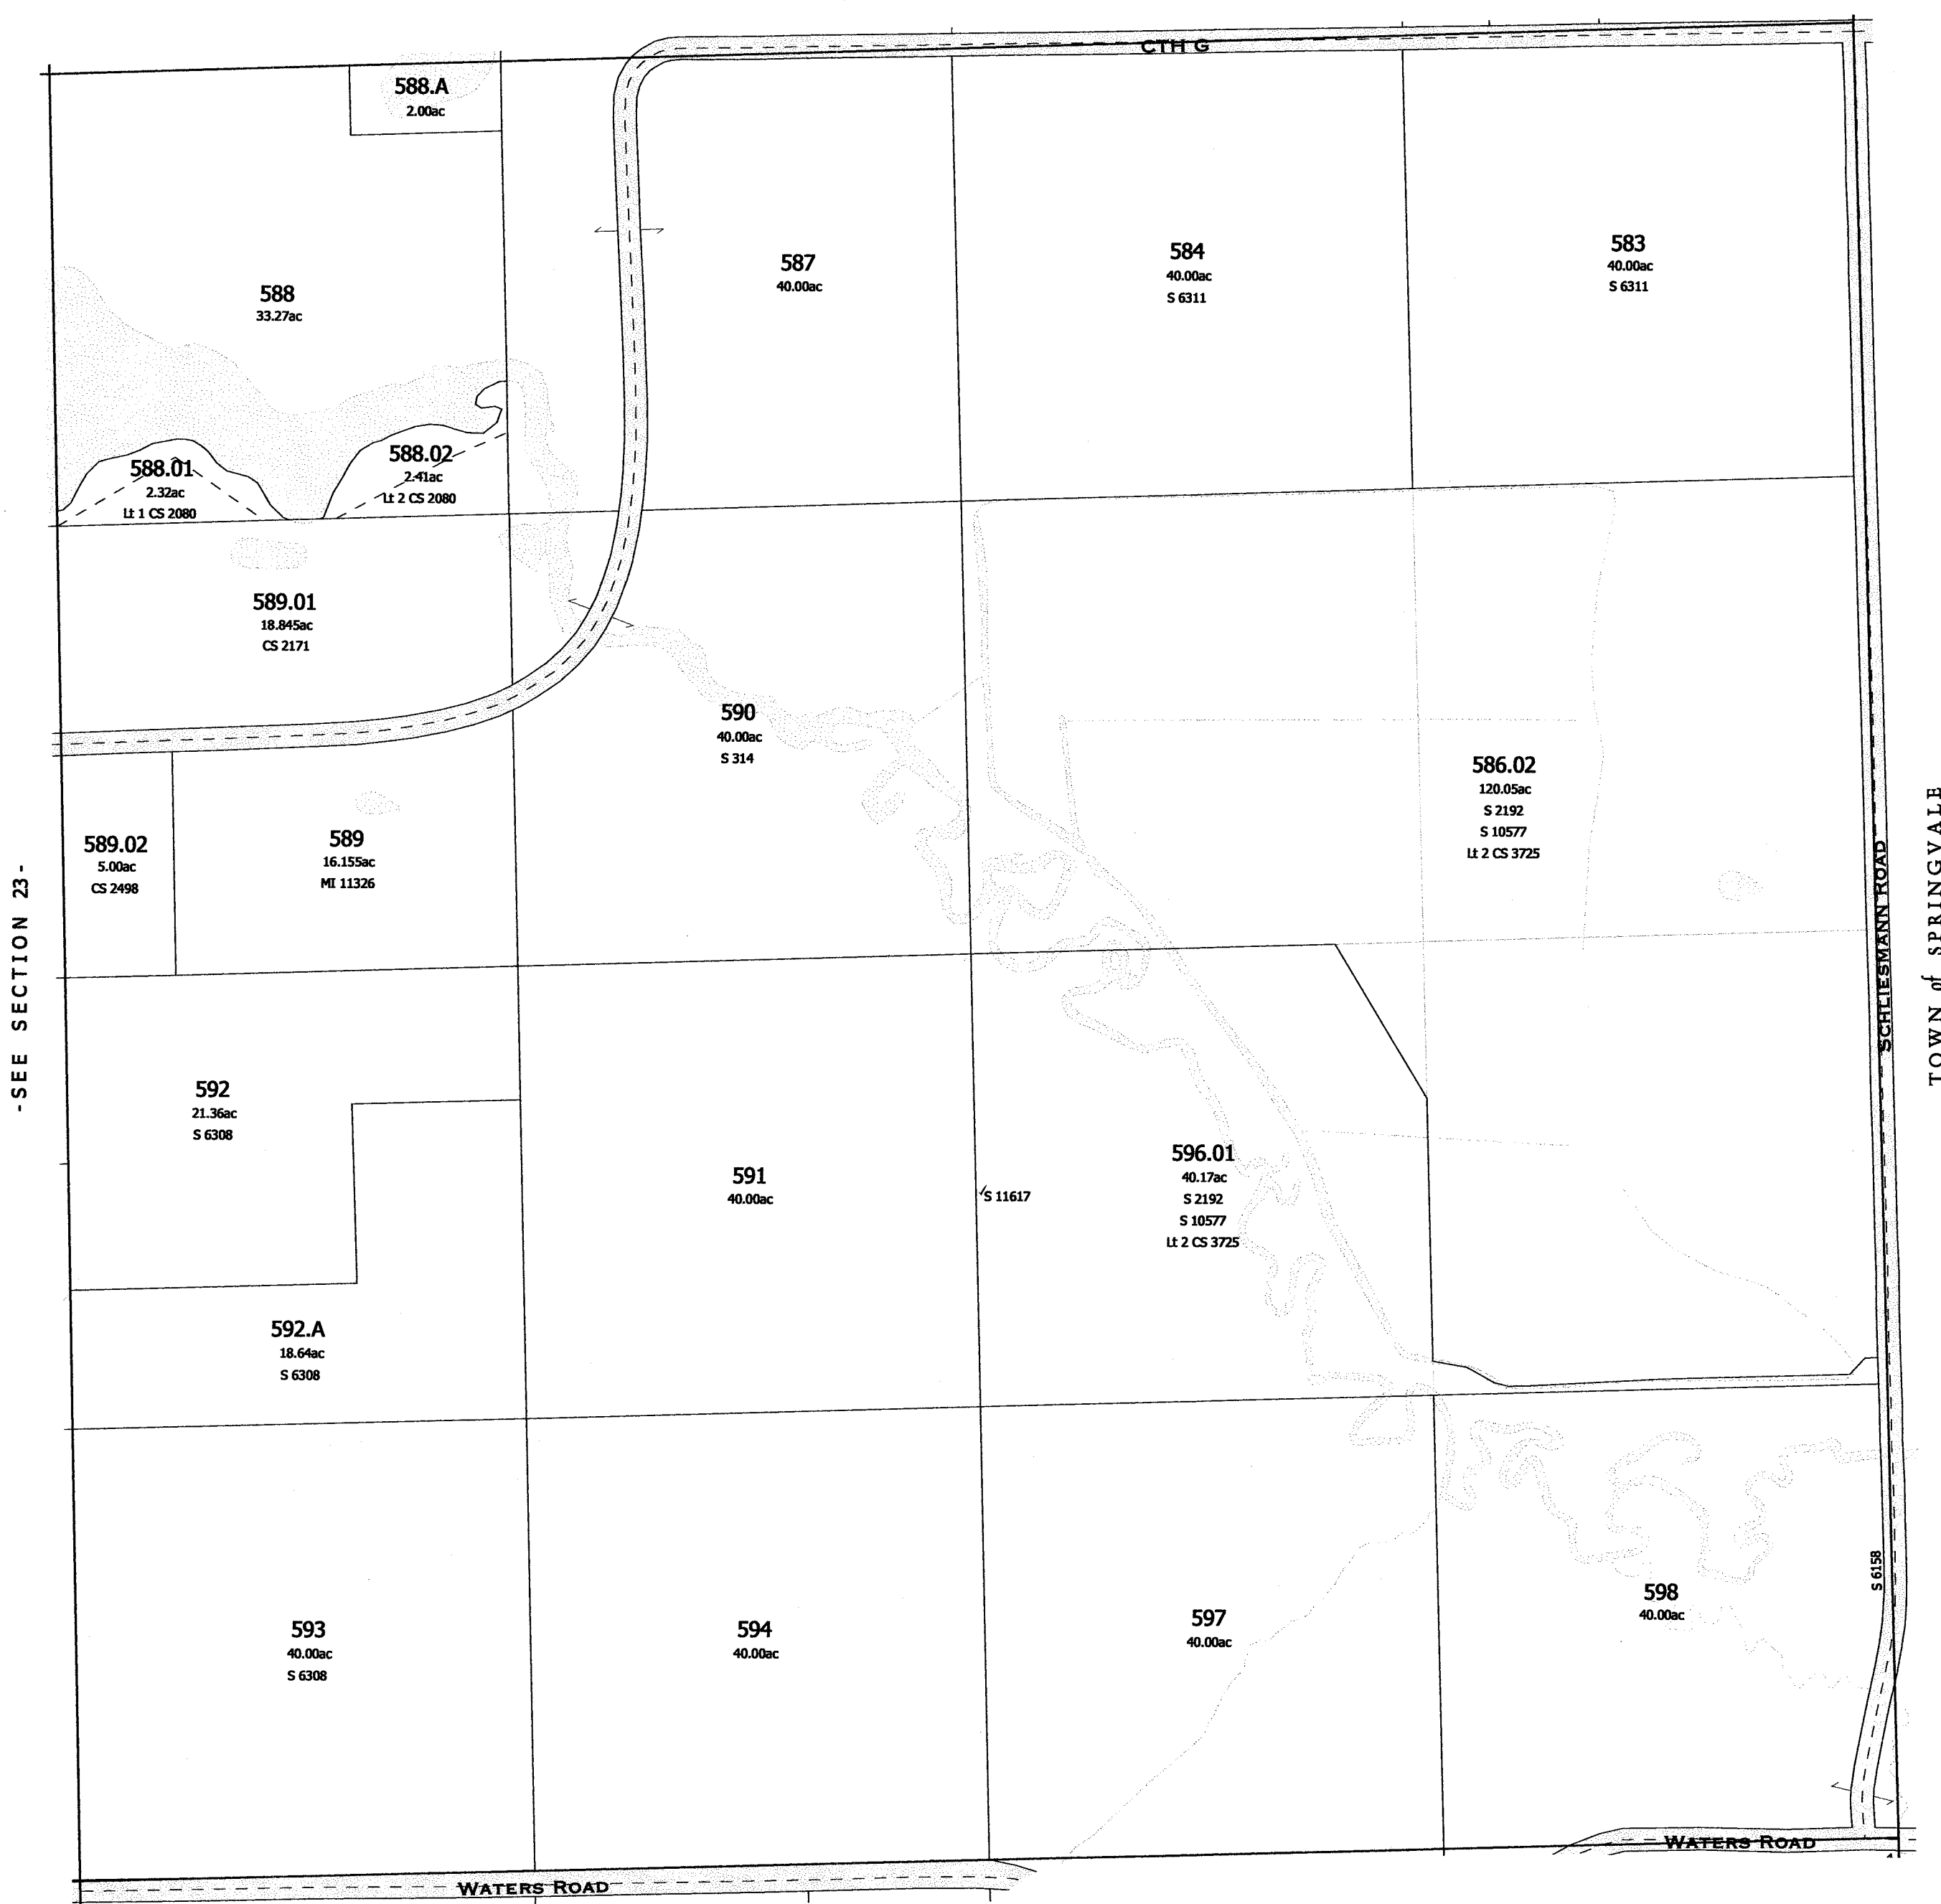 CTH G
588.A
2.00ac
587
40.00ac
584
40.00ac
S 6311
583
40.00ac
S 6311
588
33.27ac
588.01
2.32ac
Lt 1 CS 2080
588.02
2.41ac
Lt 2 CS 2080
589.01
18.845ac
CS 2171
590
40.00ac
S 314
586.02
120.05ac
S 2192
S 10577
Lt 2 CS 3725
589.02
5.00ac
CS 2498
589
16.155ac
MI 11326
-SEE SECTION 23-
SCHLIESMANN ROAD
TOWN of SPRINGVALE
592
21.36ac
S 6308
591
40.00ac
S 11617
596.01
40.17ac
S 2192
S 10577
Lt 2 CS 3725
592.A
18.64ac
S 6308
593
40.00ac
S 6308
594
40.00ac
597
40.00ac
598
40.00ac
S 6158
WATERS ROAD
WATERS ROAD